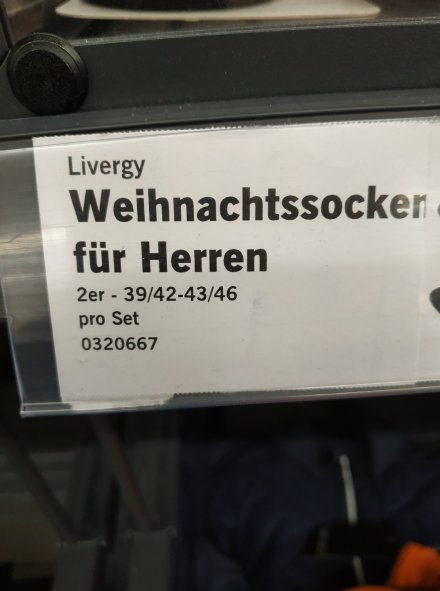 Livergy
Weihnachtssocken
für Herren
2er - 39/42-43/46
pro Set
0320667